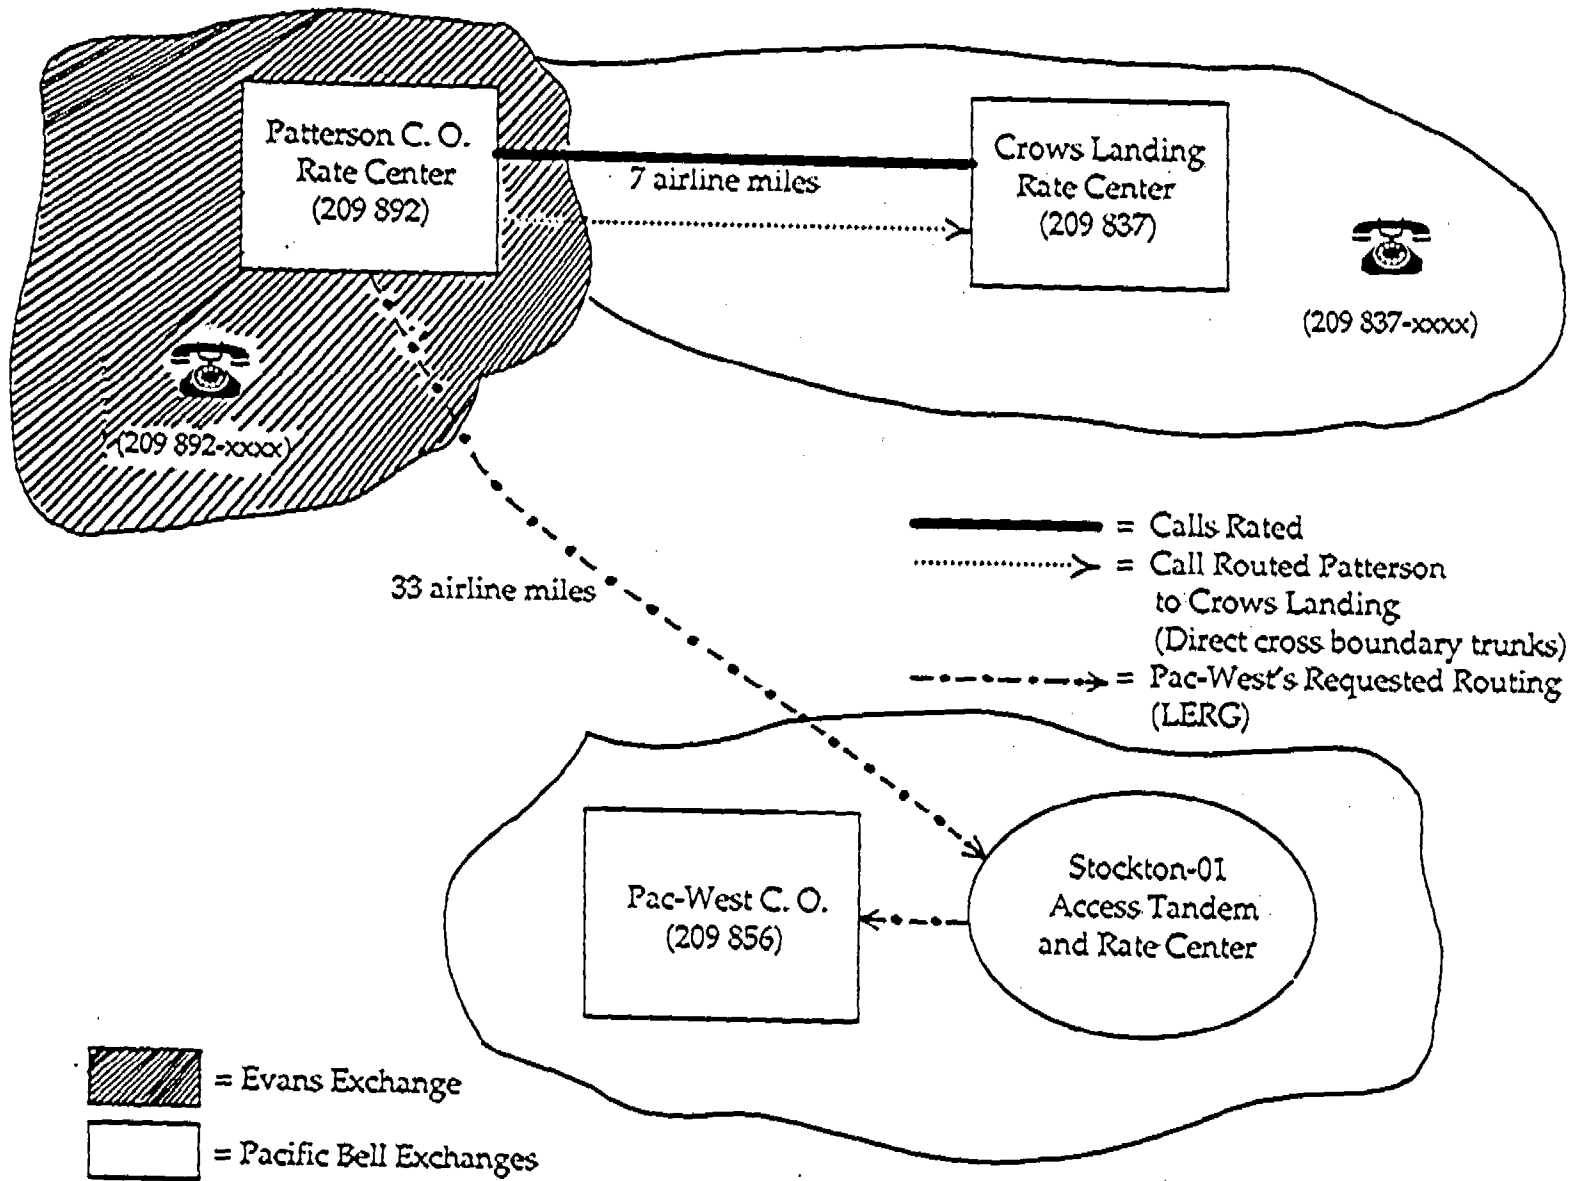 Patterson C. O.
Rate Center
(209 892)
7 airline miles
Crows Landing
Rate Center
(209 837)
(209 837-xxxx)
(209 892-xxxx)
33 airline miles
= Calls Rated
= Call Routed Patterson
to Crows Landing
(Direct cross boundary trunks)
= Pac-West's Requested Routing
(LERG)
Pac-West C. O.
(209 856)
Stockton-01
Access Tandem
and Rate Center
= Evans Exchange
= Pacific Bell Exchanges